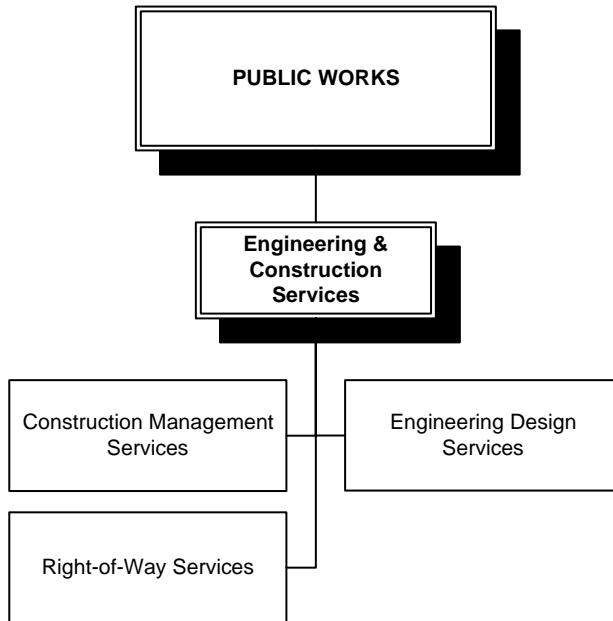 PUBLIC WORKS
Engineering &
Construction
Services
Construction Management
Services
Engineering Design
Services
Right-of-Way Services